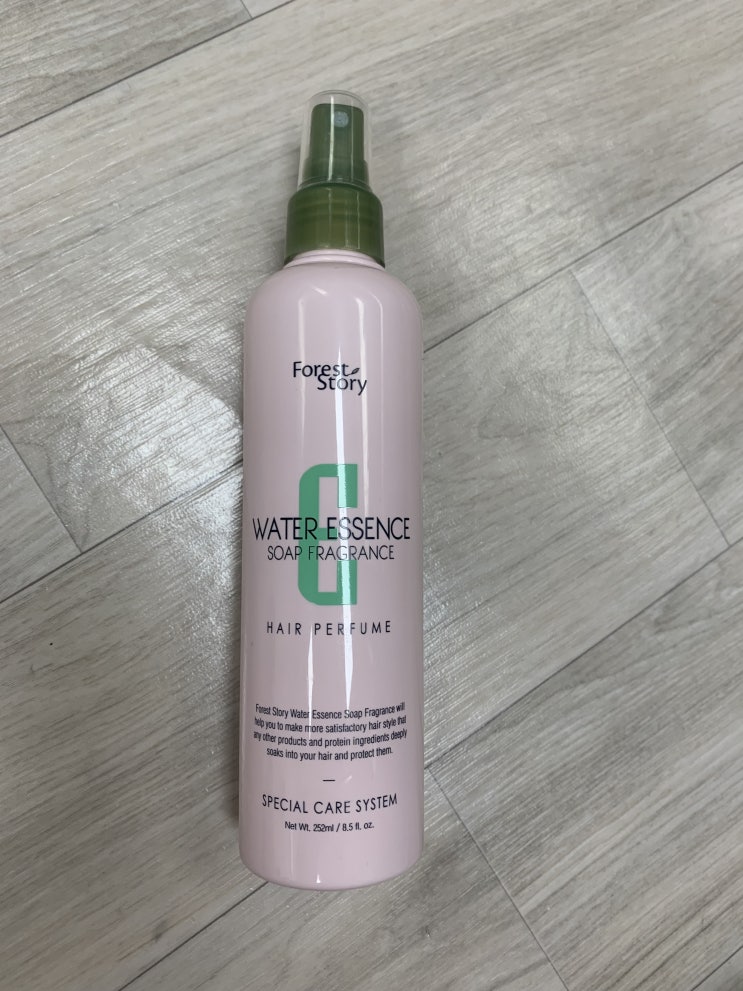 Forest
Story
WATER ESSENCE
SOAP FRAGRANCE
HAIR PERFUME
Forest Story Water Essence Soap Fragrance will
help you to make more satisfactory hair style that
any other products and protein ingredients deeply
soaks into your hair and protect them.
SPECIAL CARE SYSTEM
Net Wt. 252ml / 8.5 fl. oz.